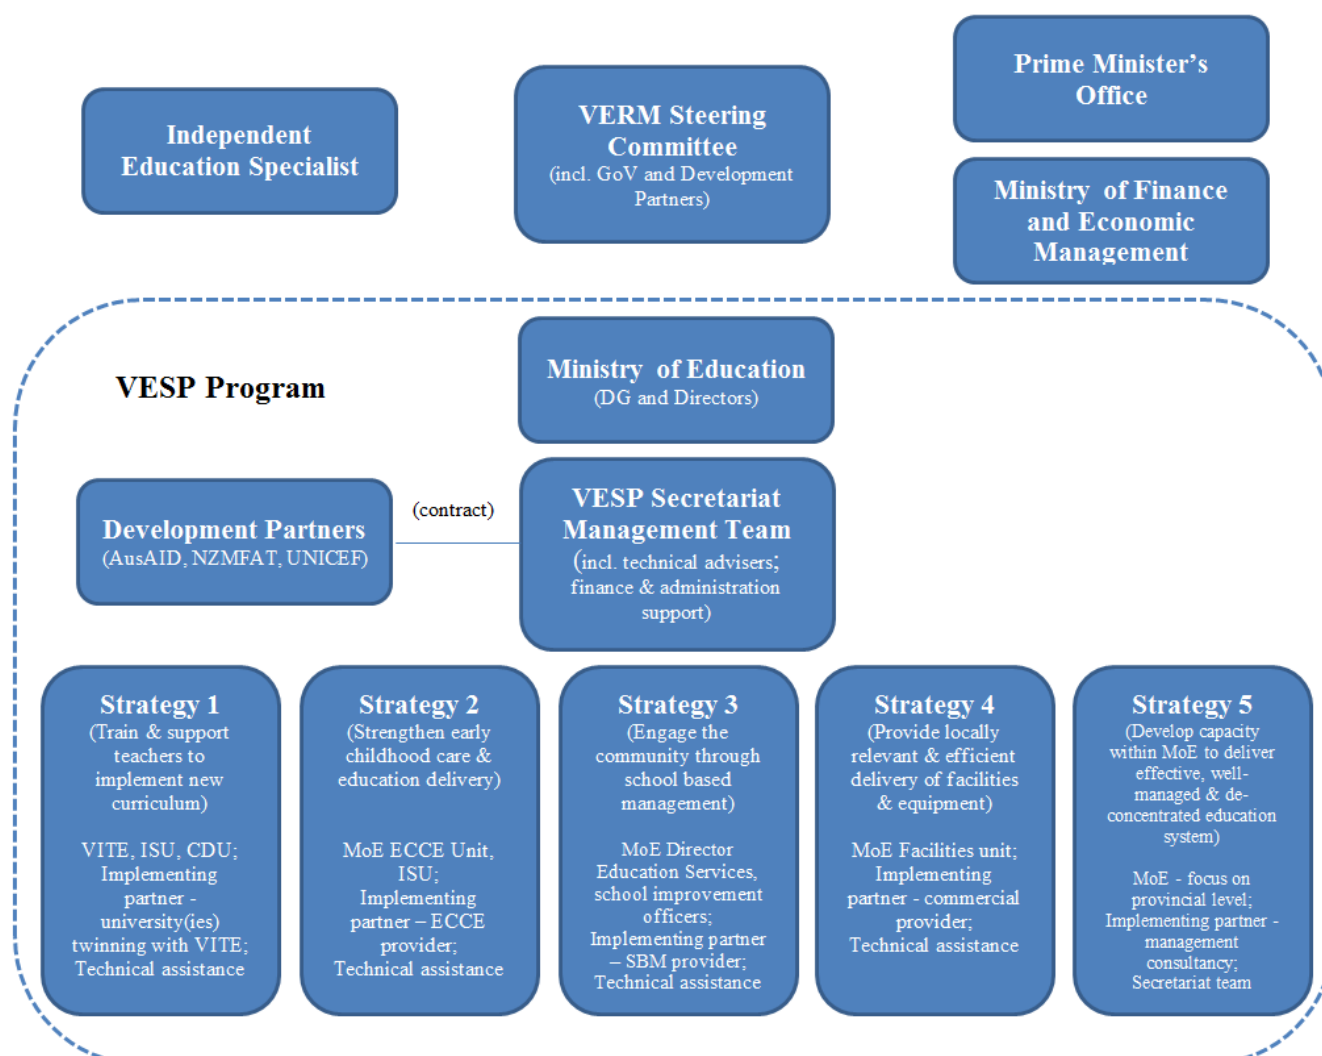 Independent
Education Specialist
VERM Steering
Committee
(incl. GoV and Development
Partners)
Prime Minister’s
Office
Ministry of Finance
and Economic
Management
VESP Program
Ministry of Education
(DG and Directors)
Development Partners
(AusAID, NZMFAT, UNICEF)
(contract)
VESP Secretariat
Management Team
(incl. technical advisers;
finance & administration
support)
Strategy 1
(Train & support
teachers to
implement new
curriculum)
VITE, ISU, CDU;
Implementing
partner -
university(ies)
twinning with VITE;
Technical assistance
Strategy 2
(Strengthen early
childhood care &
education delivery)
MoE ECCE Unit,
ISU;
Implementing
partner – ECCE
provider;
Technical assistance
Strategy 3
(Engage the
community through
school based
management)
MoE Director
Education Services,
school improvement
officers;
Implementing partner
– SBM provider;
Technical assistance
Strategy 4
(Provide locally
relevant & efficient
delivery of facilities
& equipment)
MoE Facilities unit;
Implementing
partner - commercial
provider;
Technical assistance
Strategy 5
(Develop capacity
within MoE to deliver
effective, well-
managed & de-
concentrated education
system)
MoE - focus on
provincial level;
Implementing partner -
management
consultancy;
Secretariat team